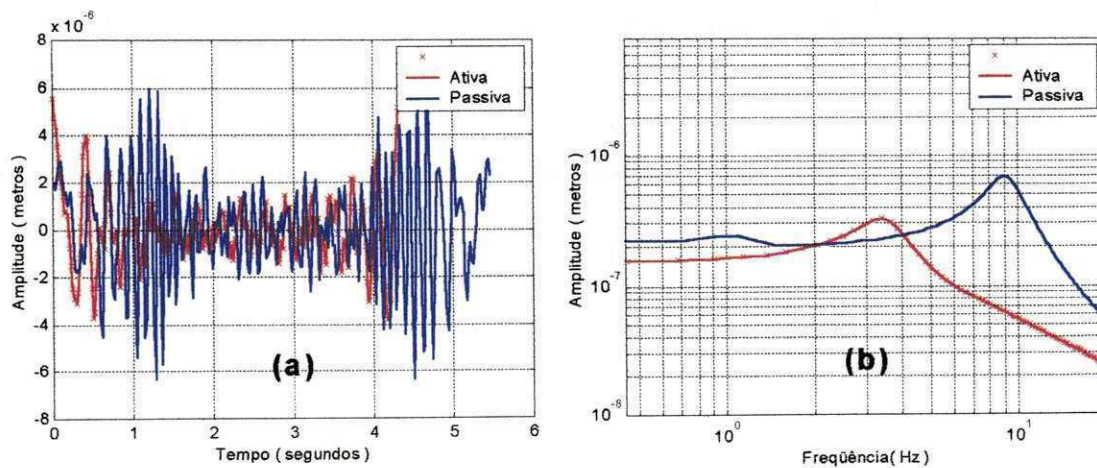 x 10-6
8
6
4
2
0
-2
-4
-6
-8
Amplitude ( metros )
0
1
2
3
4
5
6
Tempo ( segundos )
Ativa
Passiva
(a)
10-6
10-7
10-8
Amplitude ( metros )
100
101
Freqüência( Hz )
Ativa
Passiva
(b)